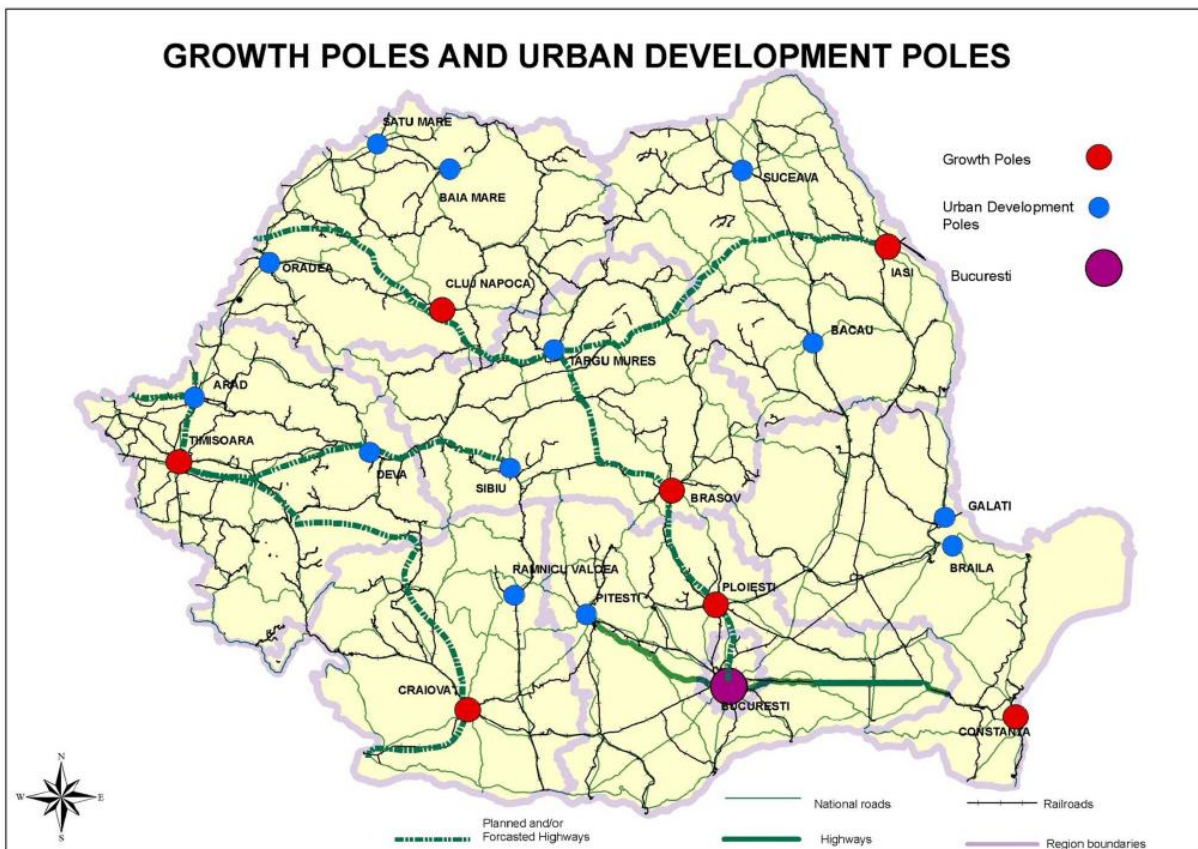 GROWTH POLES AND URBAN DEVELOPMENT POLES
SATU MARE
BAIA MARE
SUCEAVA
Growth Poles
Urban Development
Poles
Bucuresti
ORADEA
CLUJ NAPOCA
IASI
TARGU MURES
BACAU
ARAD
TIMISOARA
DEVA
SIBIU
BRASOV
GALATI
BRAILA
RAMNICU VALCEA
PITESTI
PLOIESTI
CRAIOVA
BUCURESTI
CONSTANTA
N
W
E
S
Planned and/or
Forcasted Highways
National roads
Highways
Railroads
Region boundaries